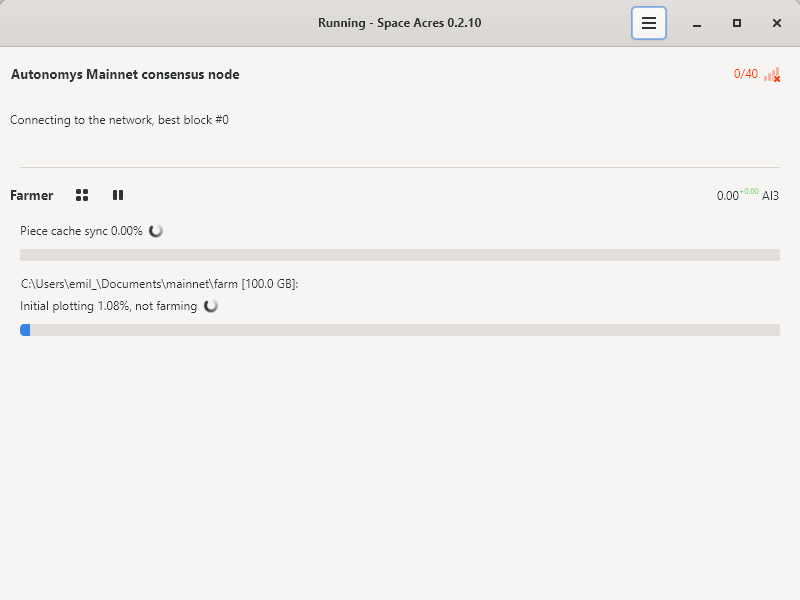 Running - Space Acres 0.2.10
Autonomys Mainnet consensus node
0/40
Connecting to the network, best block #0
Farmer
0.00+0.00 AI3
Piece cache sync 0.00%
C:\Users\emil_\Documents\mainnet\farm [100.0 GB]:
Initial plotting 1.08%, not farming